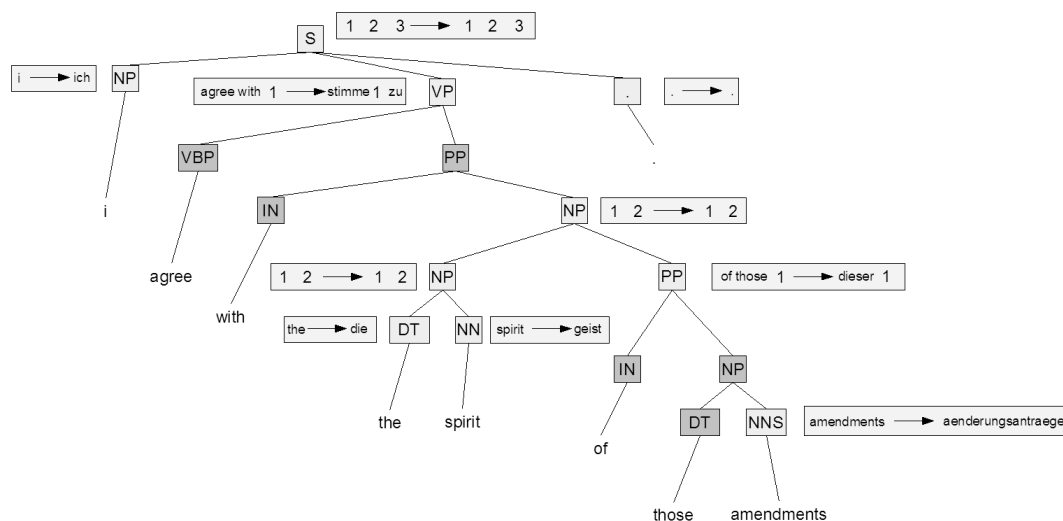 1 2 3 → 1 2 3
S
i → ich NP
agree with 1 → stimme 1 zu VP
. . → .
VBP PP .
i IN NP 1 2 → 1 2
agree
1 2 → 1 2 NP PP of those 1 → dieser 1
with
the → die DT NN spirit → geist
IN NP
the spirit DT NNS amendments → aenderungsantraege
of
those amendments